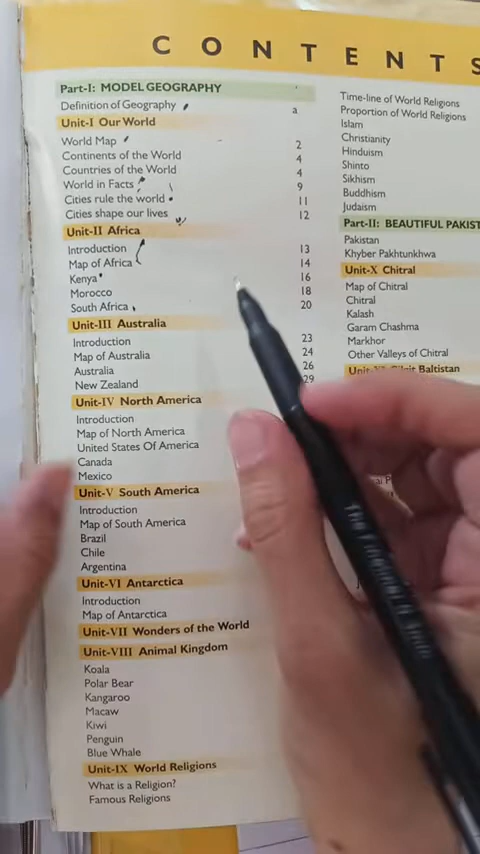 CONTENTS
Part-I: MODEL GEOGRAPHY
Definition of Geography a
Unit-I Our World
World Map 2
Continents of the World 4
Countries of the World 4
World in Facts 9
Cities rule the world 11
Cities shape our lives 12
Unit-II Africa
Introduction 13
Map of Africa 14
Kenya 16
Morocco 18
South Africa 20
Unit-III Australia
Introduction 23
Map of Australia 24
Australia 26
New Zealand 29
Unit-IV North America
Introduction
Map of North America
United States Of America
Canada
Mexico
Unit-V South America
Introduction
Map of South America
Brazil
Chile
Argentina
Unit-VI Antarctica
Introduction
Map of Antarctica
Unit-VII Wonders of the World
Unit-VIII Animal Kingdom
Koala
Polar Bear
Kangaroo
Macaw
Kiwi
Penguin
Blue Whale
Unit-IX World Religions
What is a Religion?
Famous Religions
Time-line of World Religions
Proportion of World Religions
Islam
Christianity
Hinduism
Shinto
Sikhism
Buddhism
Judaism
Part-II: BEAUTIFUL PAKIST
Pakistan
Khyber Pakhtunkhwa
Unit-X Chitral
Map of Chitral
Chitral
Kalash
Garam Chashma
Markhor
Other Valleys of Chitral
Baltistan